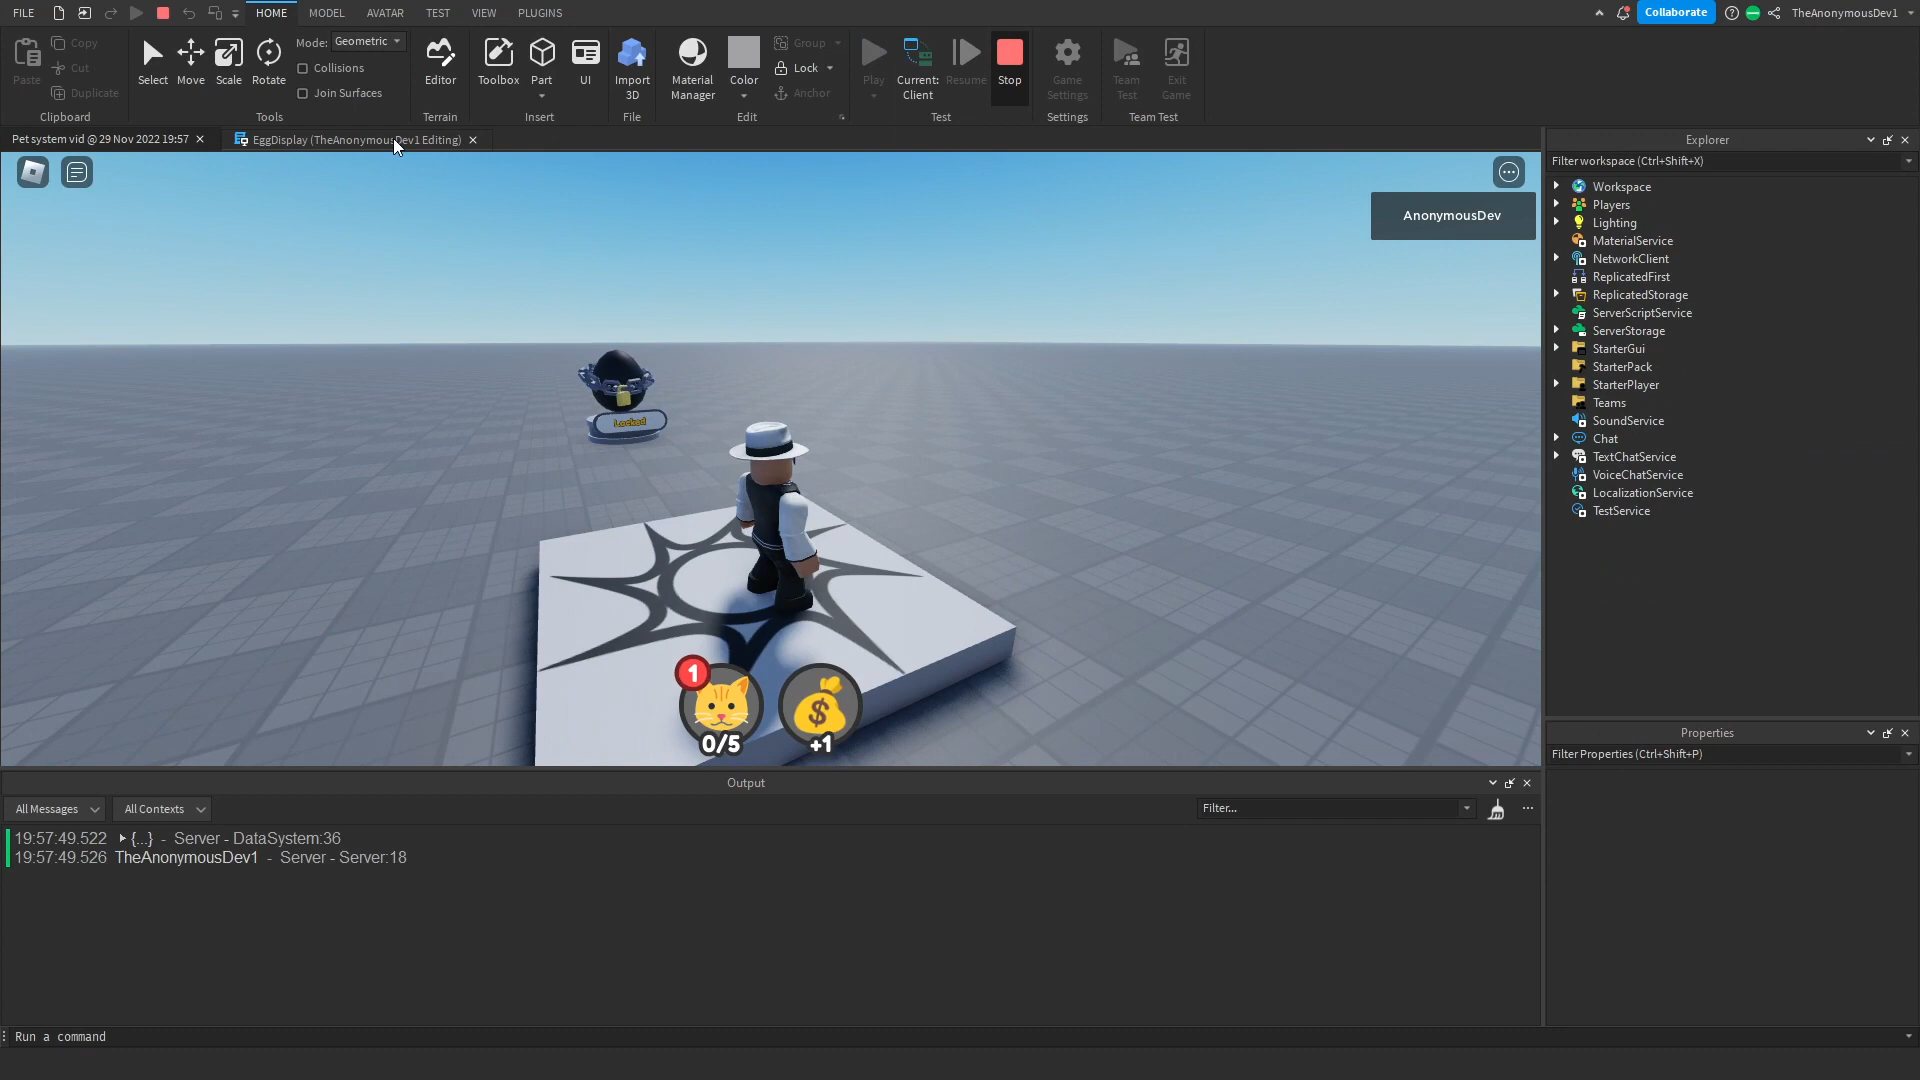 FILE HOME MODEL AVATAR TEST VIEW PLUGINS Collaborate TheAnonymousDev1
Paste Copy Cut Duplicate Clipboard
Select Move Scale Rotate Mode: Geometric Collisions Join Surfaces Tools
Editor Terrain
Toolbox Part UI Insert
Import 3D File
Material Manager Color Group Lock Anchor Edit
Play Current: Client Resume Stop Test
Game Settings Settings
Team Test Exit Game Team Test
Pet system vid @ 29 Nov 2022 19:57 EggDisplay (TheAnonymousDev1 Editing)
AnonymousDev
Locked
1
0/5
$
+1
Explorer
Filter workspace (Ctrl+Shift+X)
Workspace
Players
Lighting
MaterialService
NetworkClient
ReplicatedFirst
ReplicatedStorage
ServerScriptService
ServerStorage
StarterGui
StarterPack
StarterPlayer
Teams
SoundService
Chat
TextChatService
VoiceChatService
LocalizationService
TestService
Properties
Filter Properties (Ctrl+Shift+P)
Output
All Messages All Contexts Filter...
19:57:49.522 {...} - Server - DataSystem:36
19:57:49.526 TheAnonymousDev1 - Server - Server:18
Run a command